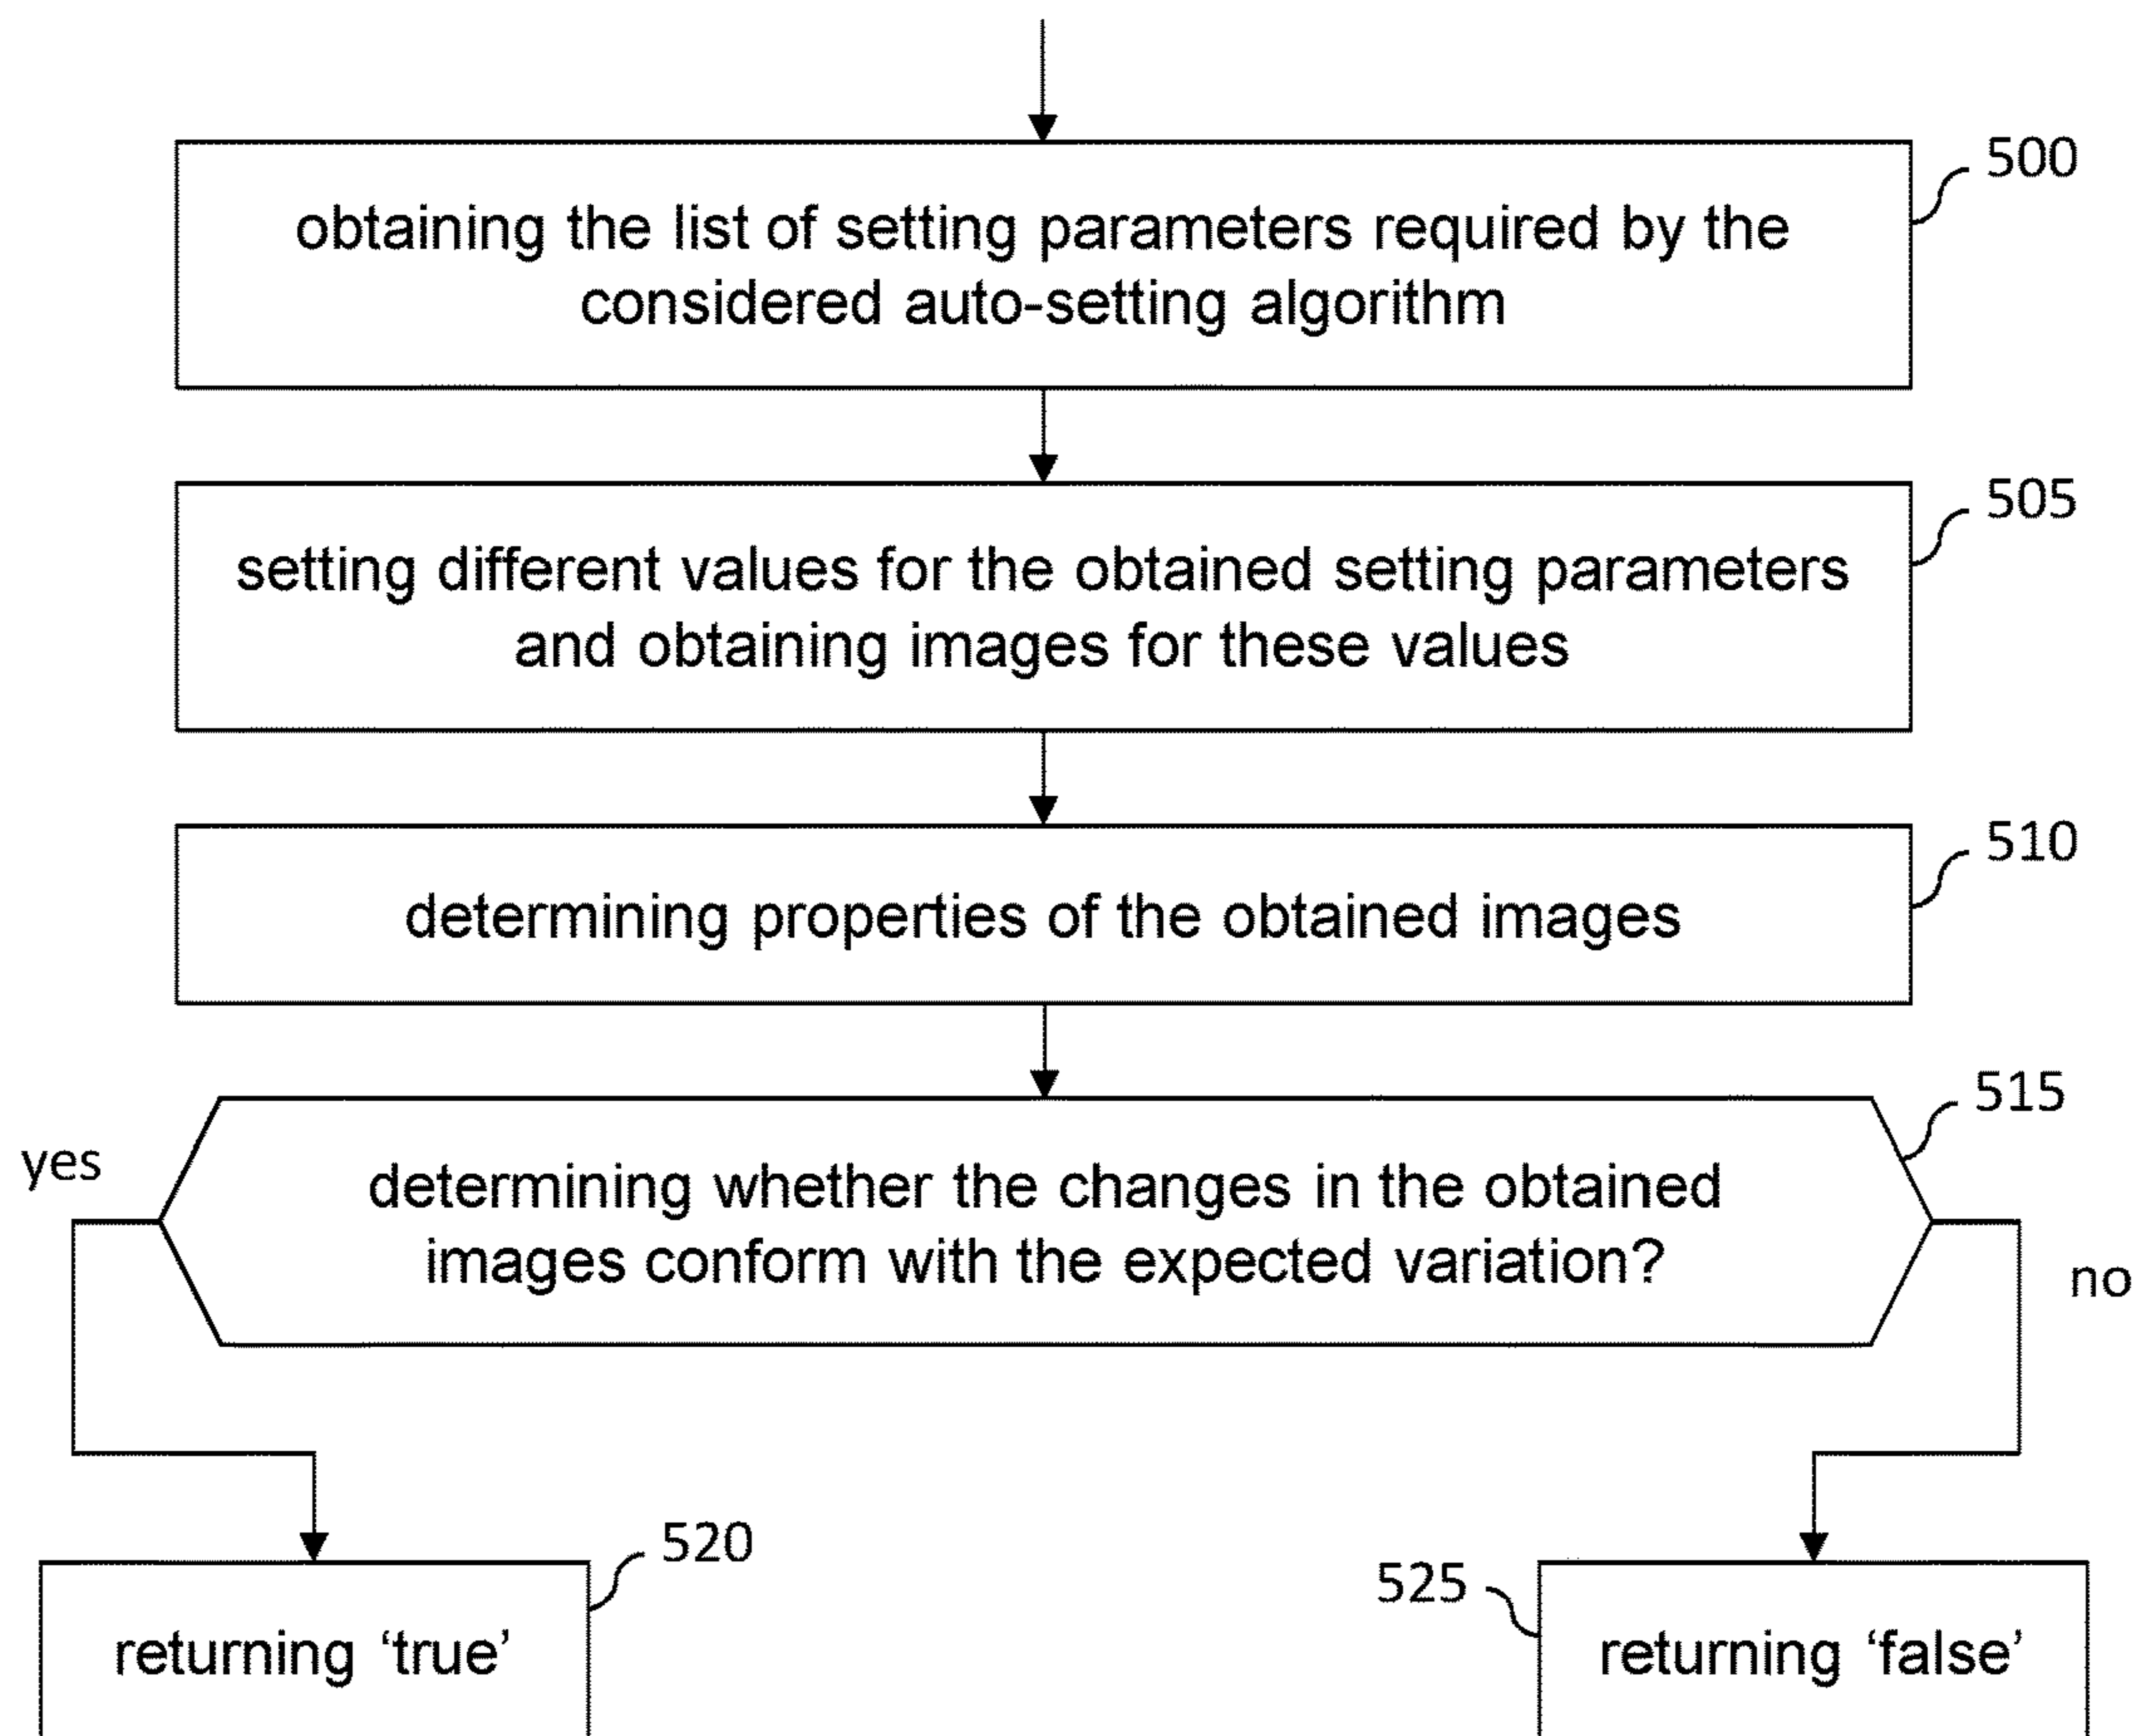 500
obtaining the list of setting parameters required by the
considered auto-setting algorithm
505
setting different values for the obtained setting parameters
and obtaining images for these values
510
determining properties of the obtained images
515
yes
determining whether the changes in the obtained
images conform with the expected variation?
no
520
525
returning ‘true’
returning ‘false’